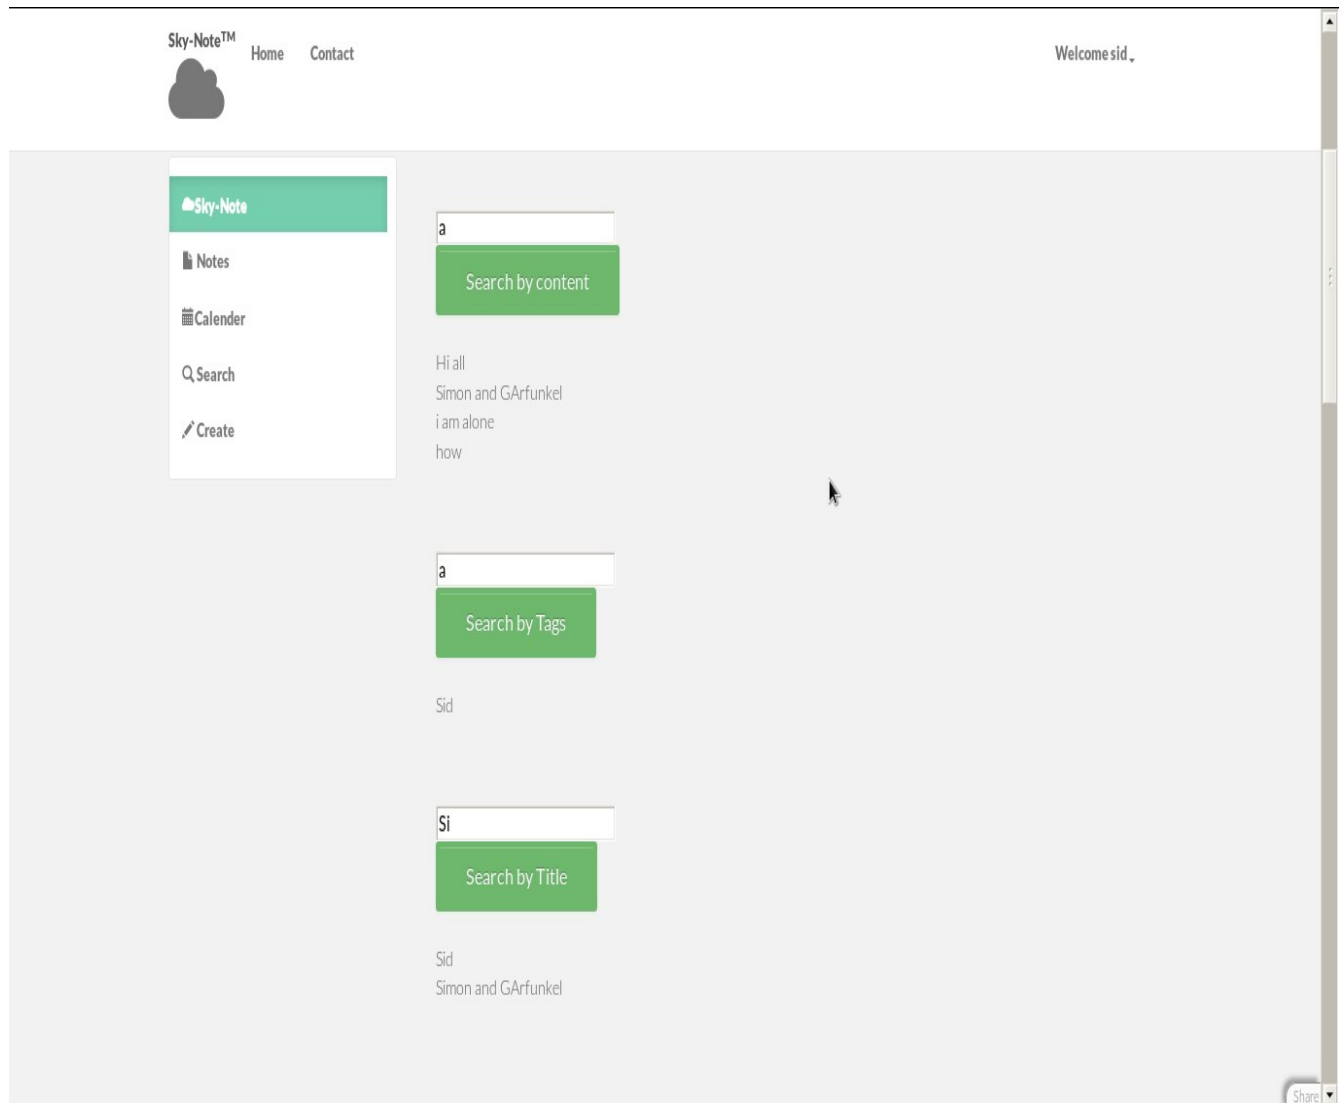 Sky-Note™
Home Contact Welcome sid
Sky-Note
Notes
Calender
Search
Create
a
Search by content
Hi all
Simon and GArfunkel
i am alone
how
a
Search by Tags
Sid
Si
Search by Title
Sid
Simon and GArfunkel
Share